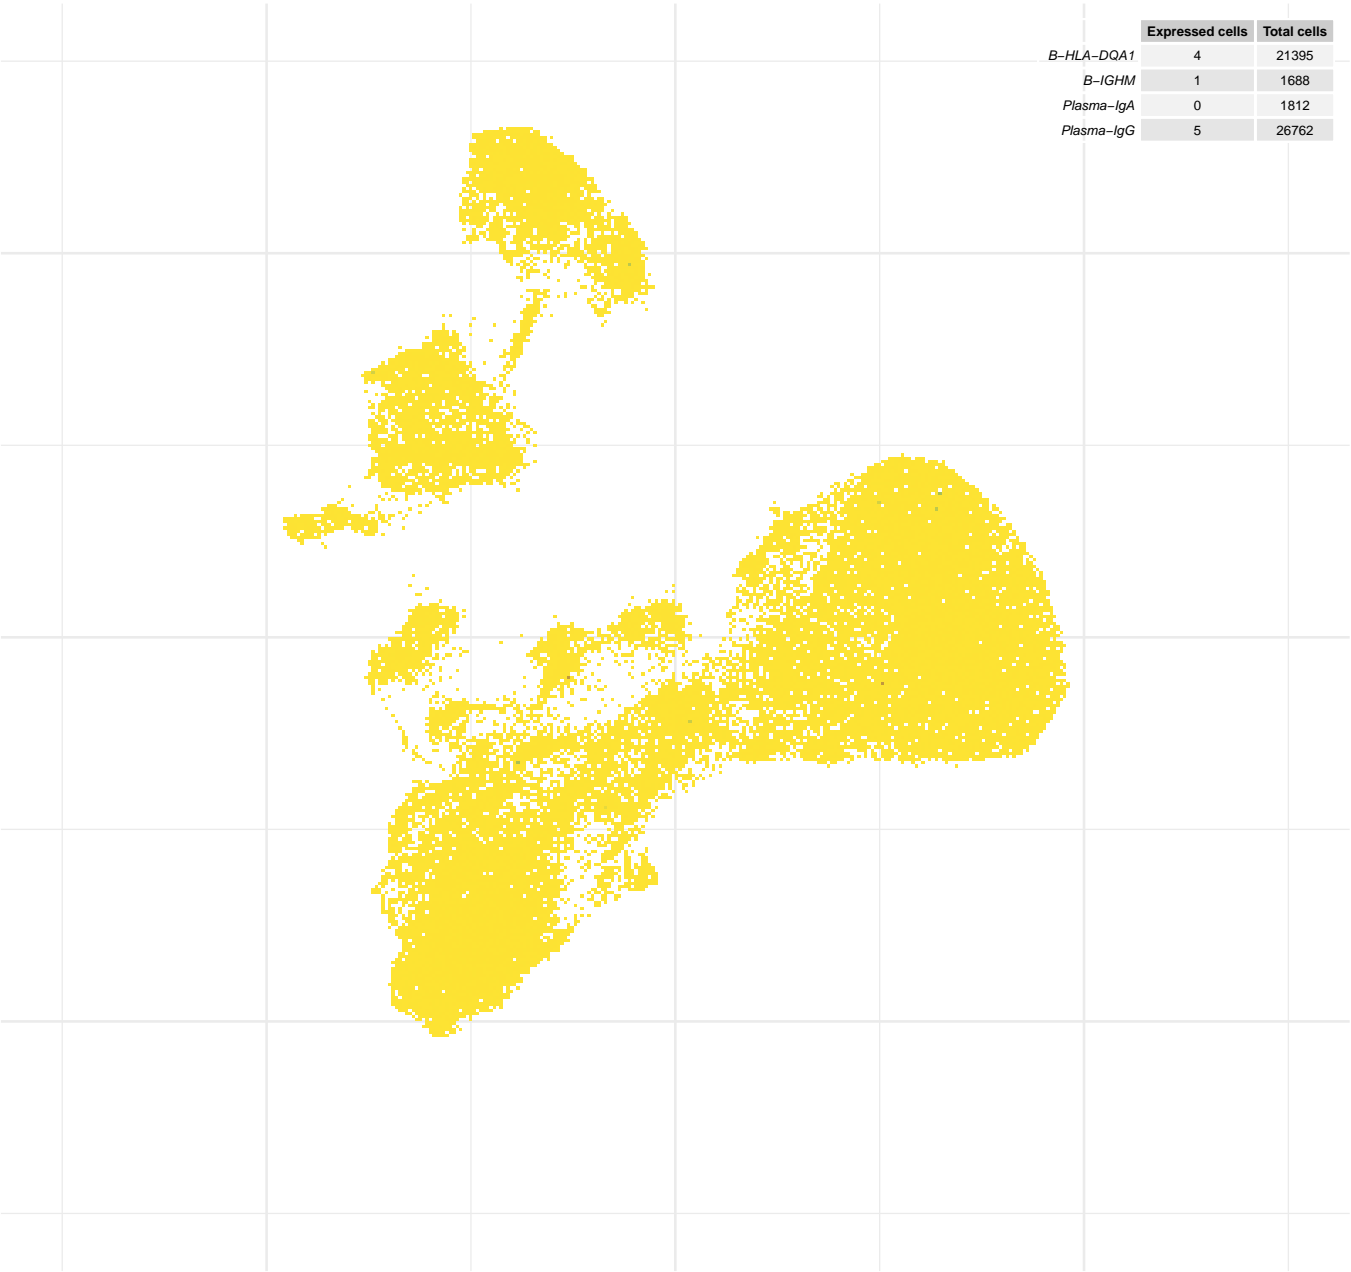 Expressed cells Total cells
B−HLA−DQA1 4 21395
B−IGHM 1 1688
Plasma−IgA 0 1812
Plasma−IgG 5 26762